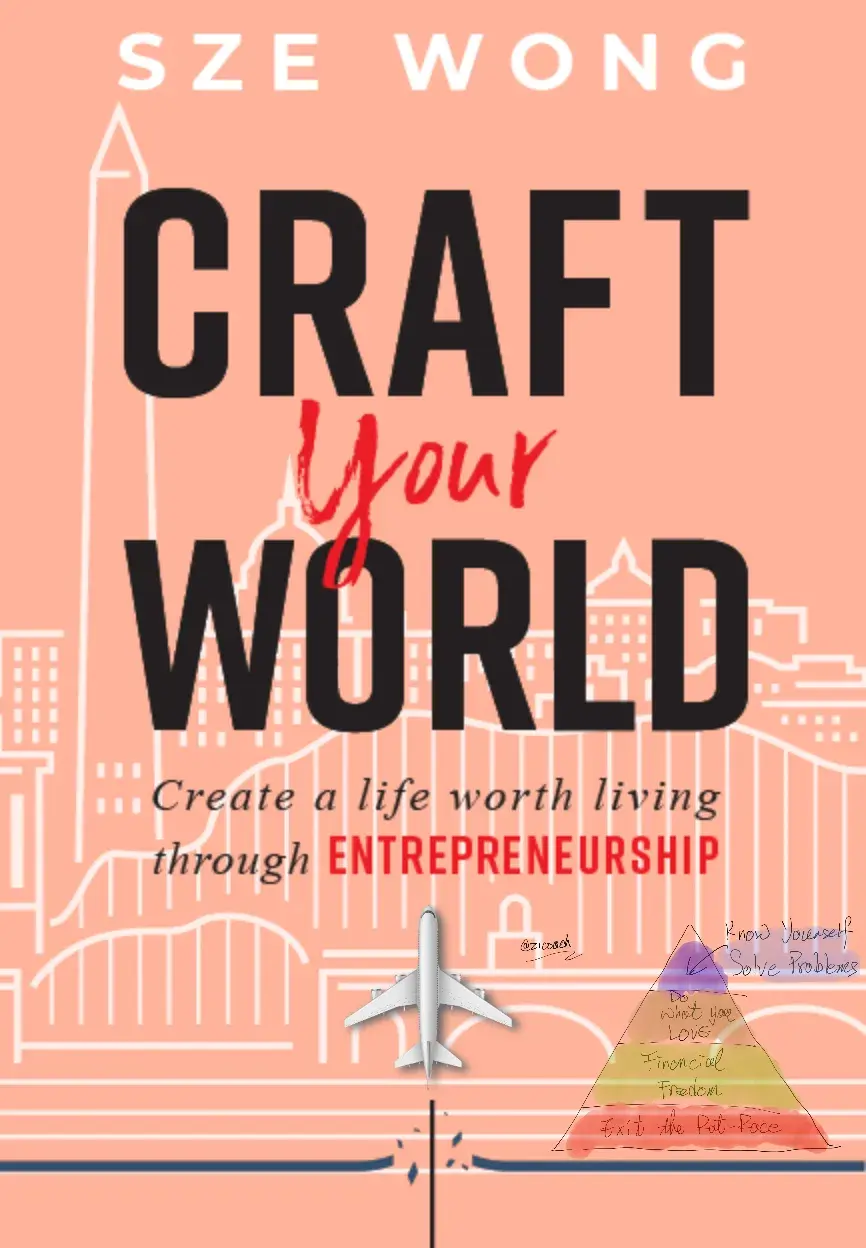 SZE WONG
CRAFT
Your
WORLD
Create a life worth living
through ENTREPRENEURSHIP
@zicoach
Know Yourself
Solve Problems
Do
What you
LOVE
Financial
Freedom
Exit the Rat-Race